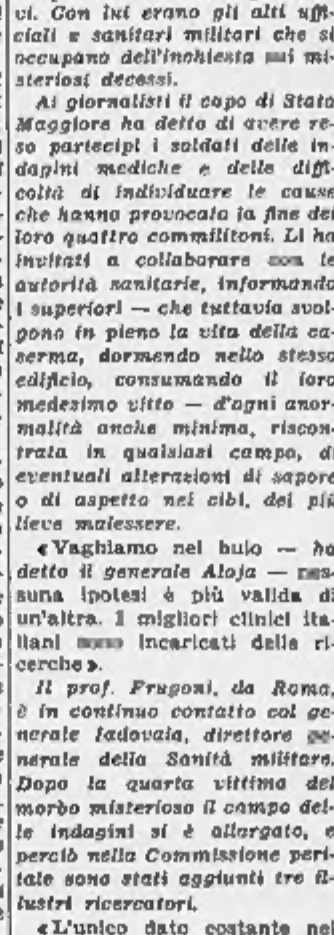 vi. Con lui erano gli alti uffi-
ciali e sanitari militari che si
occupano dell'inchiesta sui mi-
steriosi decessi.
Ai giornalisti il capo di Stato
Maggiore ha detto di avere re-
so partecipi i soldati delle in-
dagini mediche e delle diffi-
coltà di individuare le cause
che hanno provocato la fine dei
loro quattro commilitoni. Li ha
invitati a collaborare con le
autorità sanitarie, informando
i superiori — che tuttavia svol-
gono in pieno la vita della ca-
serma, dormendo nello stesso
edificio, consumando il loro
medesimo vitto — d'ogni anor-
malità anche minima, riscon-
trata in qualsiasi campo, di
eventuali alterazioni di sapore
o di aspetto nei cibi, del più
lieve malessere.
«Vaghiamo nel buio — ha
detto il generale Aloja — nes-
suna ipotesi è più valida di
un'altra. I migliori clinici ita-
liani sono incaricati delle ri-
cerche».
Il prof. Frugoni, da Roma,
è in continuo contatto col ge-
nerale Iadovaia, direttore ge-
nerale della Sanità militare.
Dopo la quarta vittima del
morbo misterioso il campo del-
le indagini si è allargato, e
perciò nella Commissione peri-
tale sono stati aggiunti tre il-
lustri ricercatori.
«L'unico dato costante ne